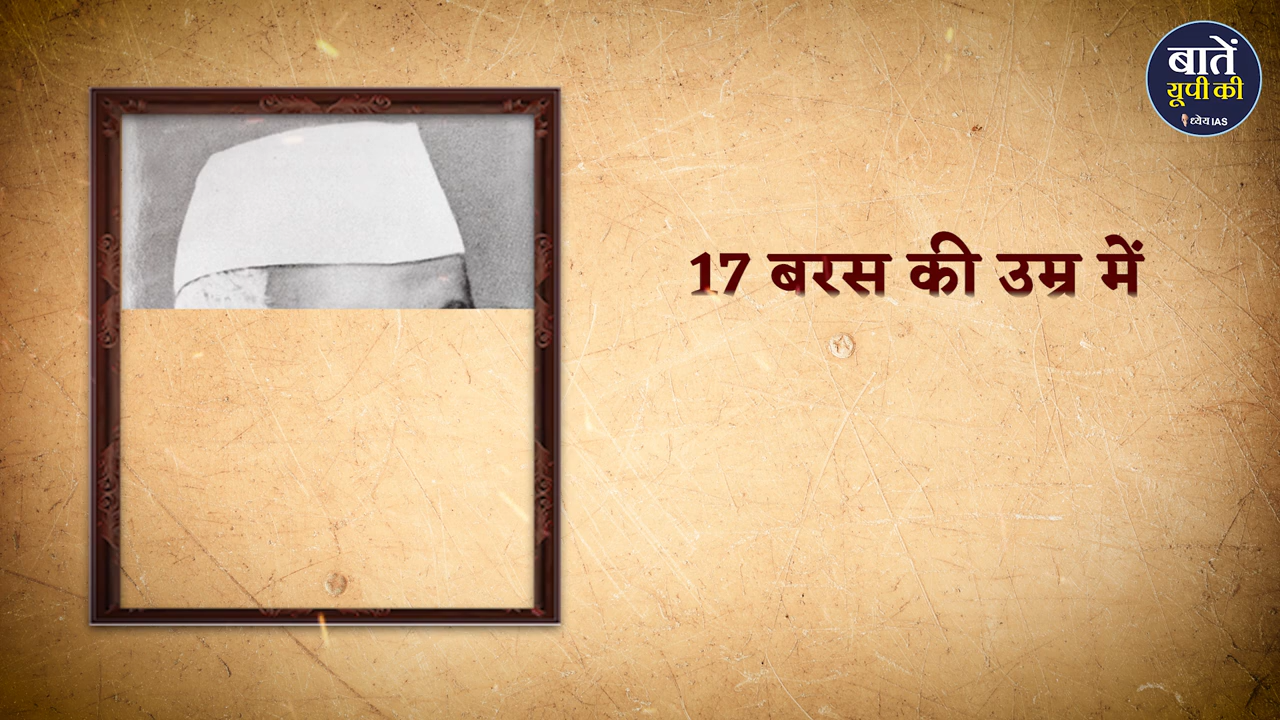 बातें
यूपी की
ध्येय IAS
17 बरस की उम्र में